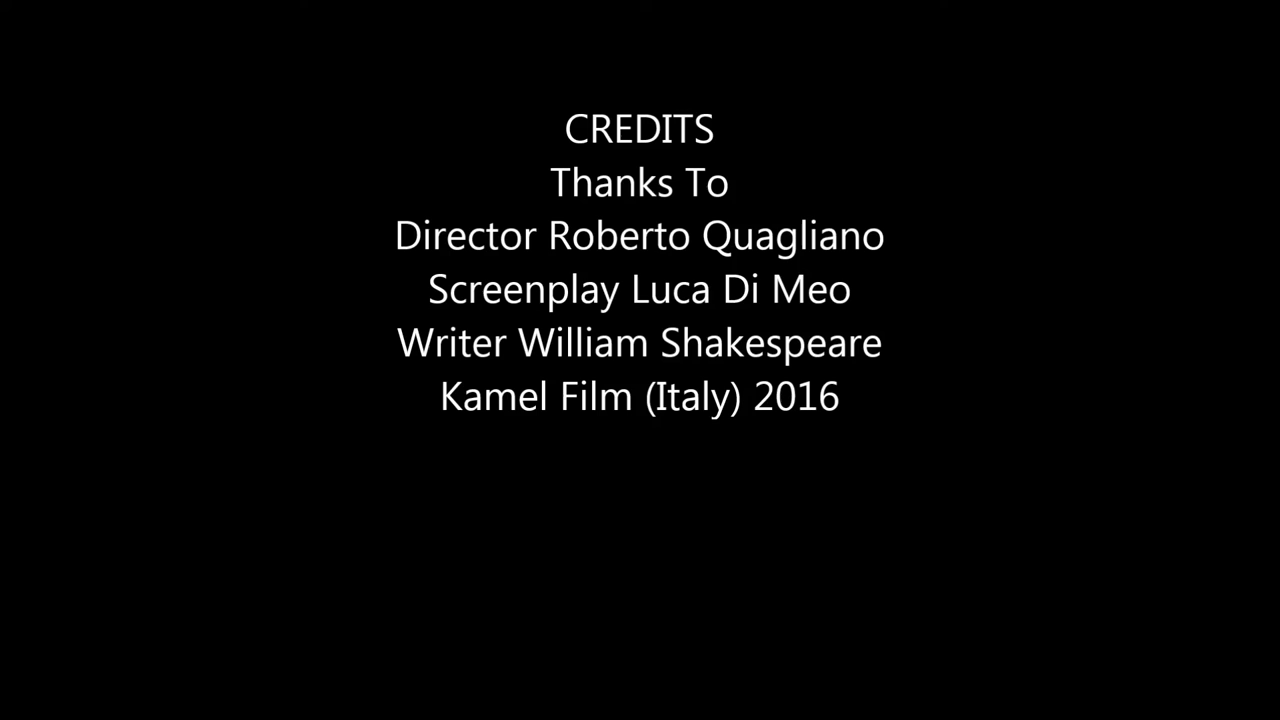 CREDITS
Thanks To
Director Roberto Quagliano
Screenplay Luca Di Meo
Writer William Shakespeare
Kamel Film (Italy) 2016